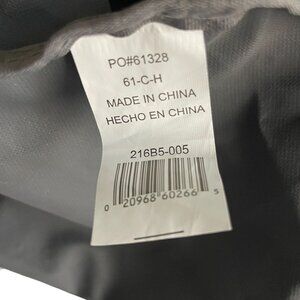 PO#61328
61-C-H
MADE IN CHINA
HECHO EN CHINA
216B5-005
0 20968 60266 5